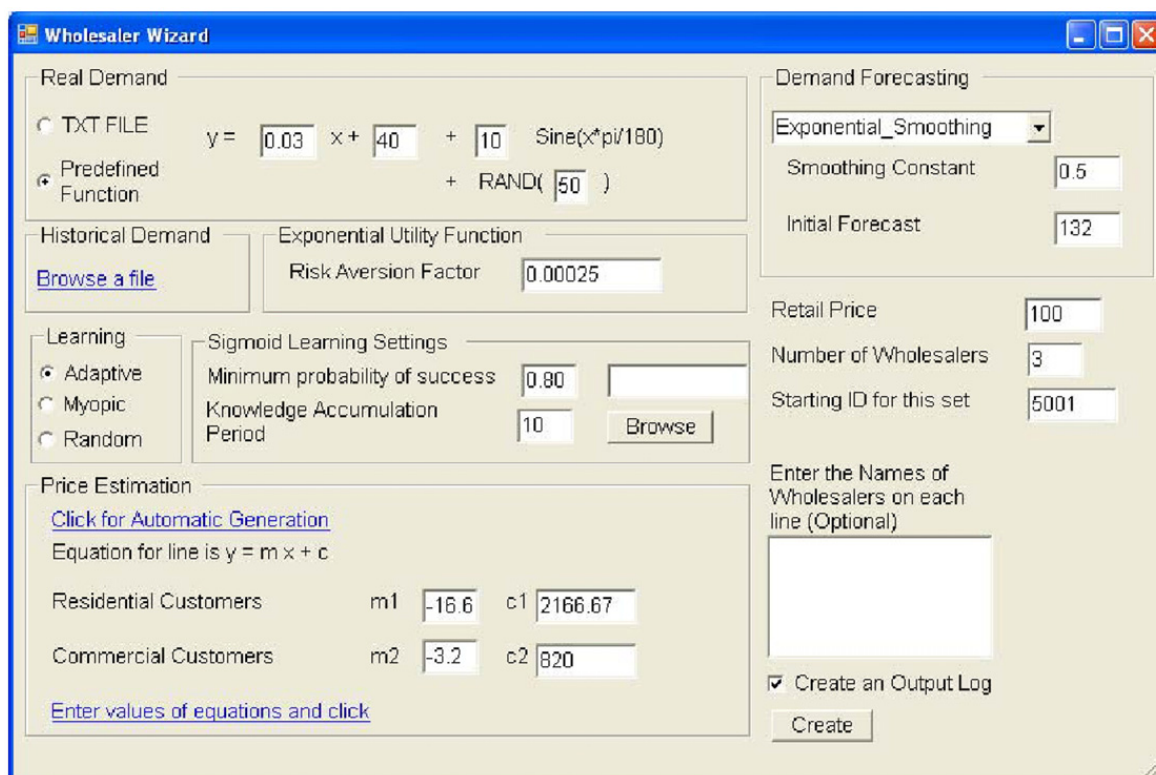 Wholesaler Wizard
Real Demand
TXT FILE
Predefined
Function
y = 0.03 x + 40 + 10 Sine(x*pi/180)
+ RAND( 50 )
Historical Demand
Browse a file
Exponential Utility Function
Risk Aversion Factor 0.00025
Learning
Adaptive
Myopic
Random
Sigmoid Learning Settings
Minimum probability of success 0.80
Knowledge Accumulation
Period 10 Browse
Price Estimation
Click for Automatic Generation
Equation for line is y = m x + c
Residential Customers m1 -16.6 c1 2166.67
Commercial Customers m2 -3.2 c2 820
Enter values of equations and click
Demand Forecasting
Exponential_Smoothing
Smoothing Constant 0.5
Initial Forecast 132
Retail Price 100
Number of Wholesalers 3
Starting ID for this set 5001
Enter the Names of
Wholesalers on each
line (Optional)
Create an Output Log
Create